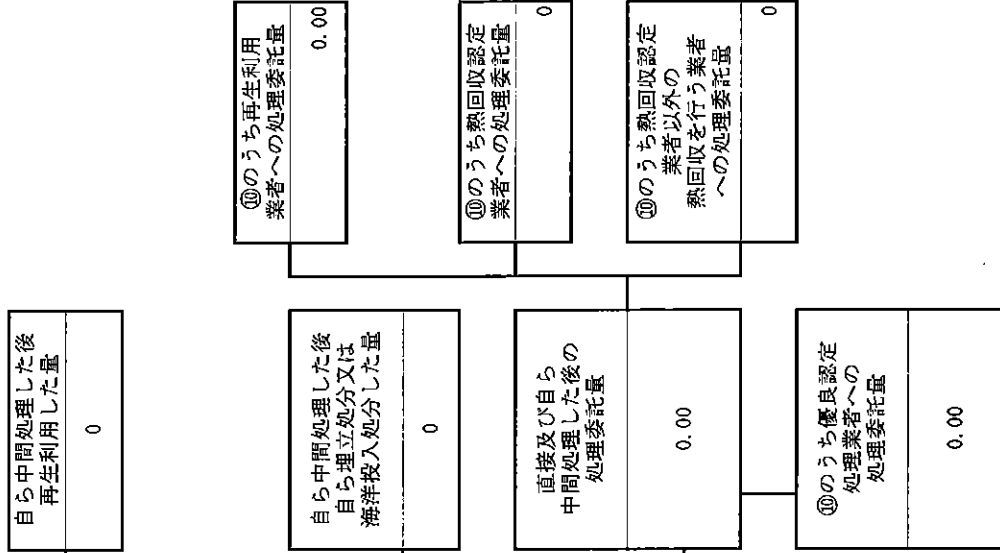 自ら中間処理した後
再生利用した量
0
自ら中間処理した後
自ら埋立処分又は
海洋投入処分した量
0
直接及び自ら
中間処理した後の
処理委託量
0.00
⑩のうち優良認定
処理業者への
処理委託量
0.00
⑩のうち再生利用
業者への処理委託量
0.00
⑩のうち熱回収認定
業者への処理委託量
0
⑩のうち熱回収認定
業者以外の
熱回収を行う業者
への処理委託量
0